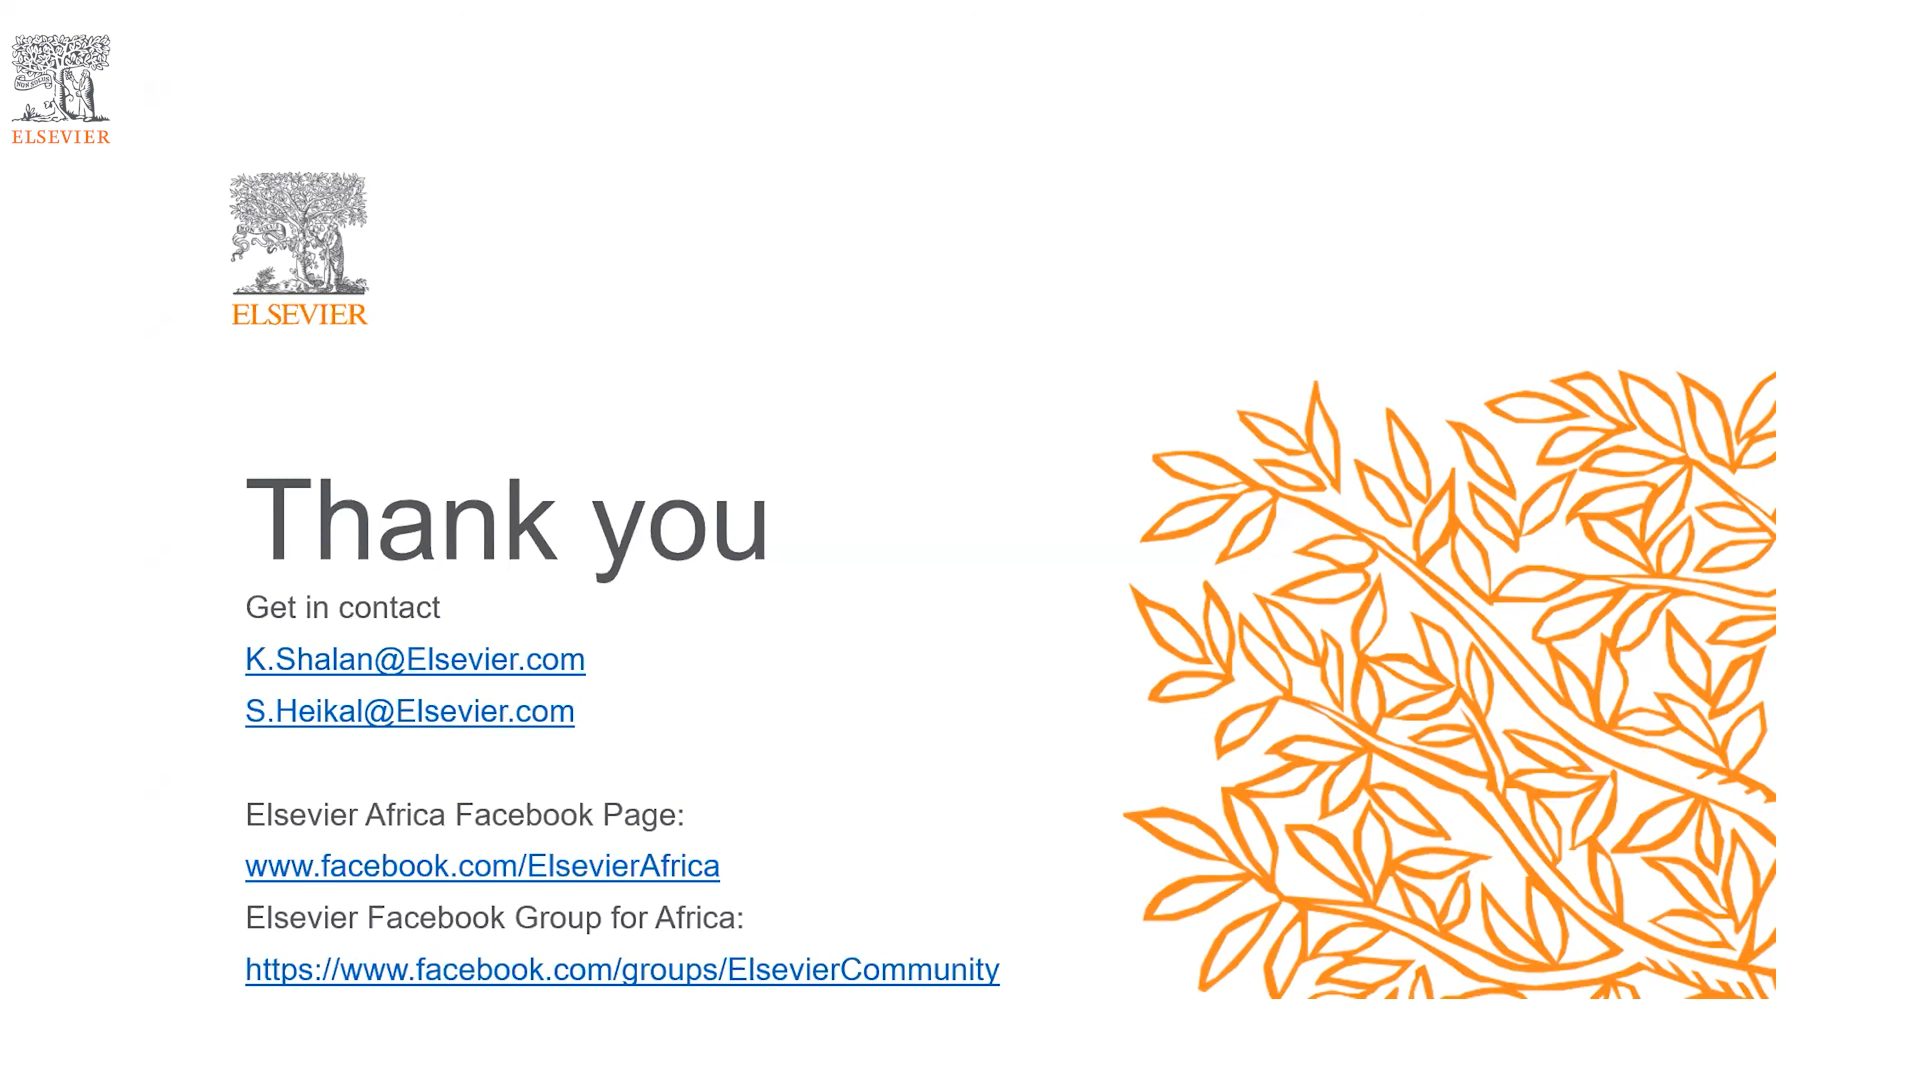 ELSEVIER
ELSEVIER
Thank you
Get in contact
K.Shalan@Elsevier.com
S.Heikal@Elsevier.com
Elsevier Africa Facebook Page:
www.facebook.com/ElsevierAfrica
Elsevier Facebook Group for Africa:
https://www.facebook.com/groups/ElsevierCommunity